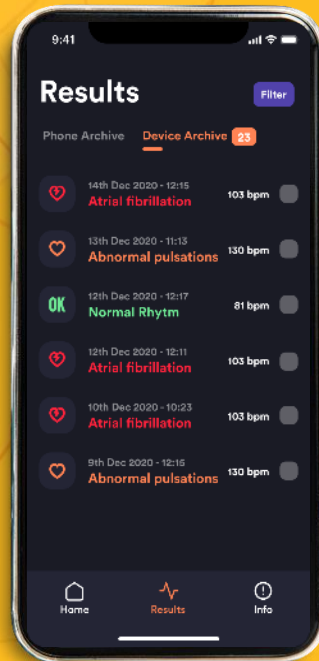 9:41
Results
Filter
Phone Archive Device Archive 23
14th Dec 2020 - 12:15
Atrial fibrillation
103 bpm
13th Dec 2020 - 11:13
Abnormal pulsations
130 bpm
OK
12th Dec 2020 - 12:17
Normal Rhytm
81 bpm
12th Dec 2020 - 12:11
Atrial fibrillation
103 bpm
10th Dec 2020 - 10:23
Atrial fibrillation
103 bpm
9th Dec 2020 - 12:15
Abnormal pulsations
130 bpm
Home Results Info